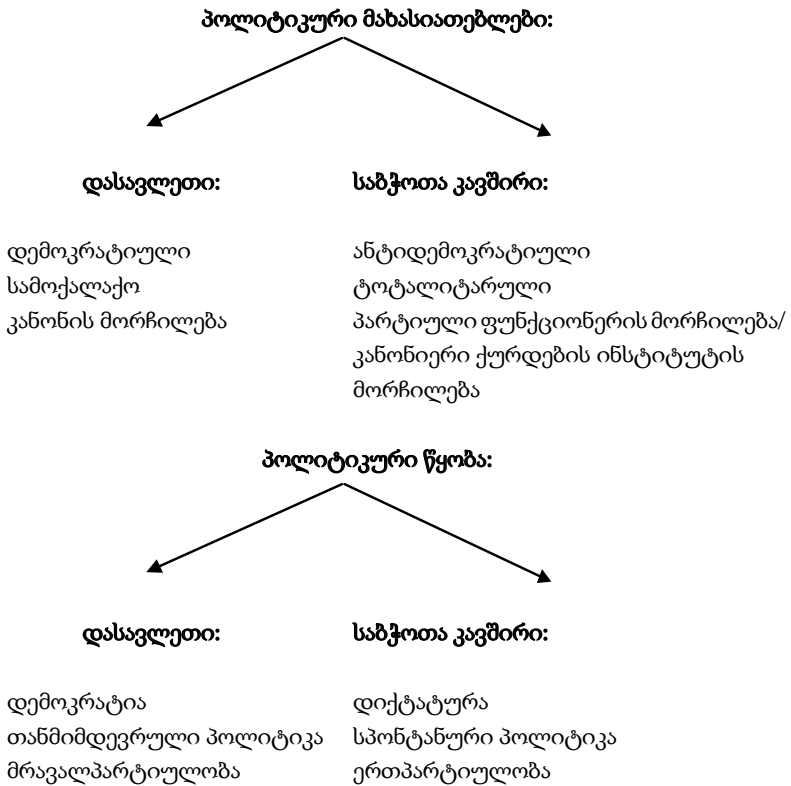 პოლიტიკური მახასიათებლები:
დასავლეთი:
დემოკრატიული
სამოქალაქო
კანონის მორჩილება
საბჭოთა კავშირი:
ანტიდემოკრატიული
ტოტალიტარული
პარტიული ფუნქციონერის მორჩილება/
კანონიერი ქურდების ინსტიტუტის
მორჩილება
პოლიტიკური წყობა:
დასავლეთი:
დემოკრატია
თანმიმდევრული პოლიტიკა
მრავალპარტიულობა
საბჭოთა კავშირი:
დიქტატურა
სპონტანური პოლიტიკა
ერთპარტიულობა